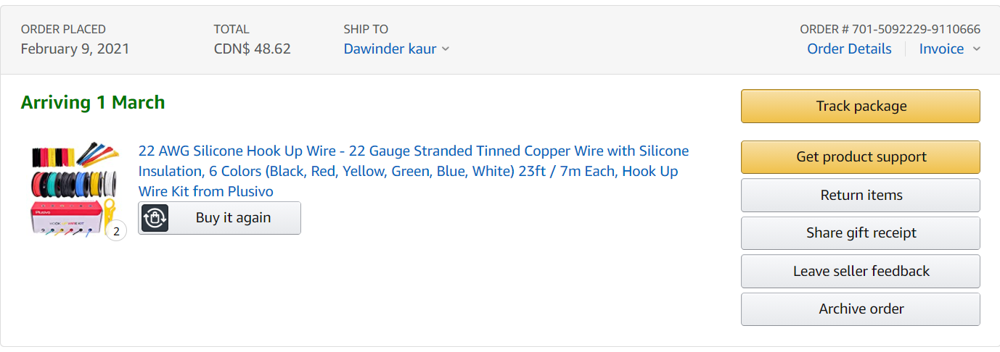 ORDER PLACED
February 9, 2021
TOTAL
CDN$ 48.62
SHIP TO
Dawinder kaur
ORDER # 701-5092229-9110666
Order Details
Invoice
Arriving 1 March
22 AWG Silicone Hook Up Wire - 22 Gauge Stranded Tinned Copper Wire with Silicone
Insulation, 6 Colors (Black, Red, Yellow, Green, Blue, White) 23ft / 7m Each, Hook Up
Wire Kit from Plusivo
Plusivo
HOOK UP WIRE KIT
2
Buy it again
Track package
Get product support
Return items
Share gift receipt
Leave seller feedback
Archive order